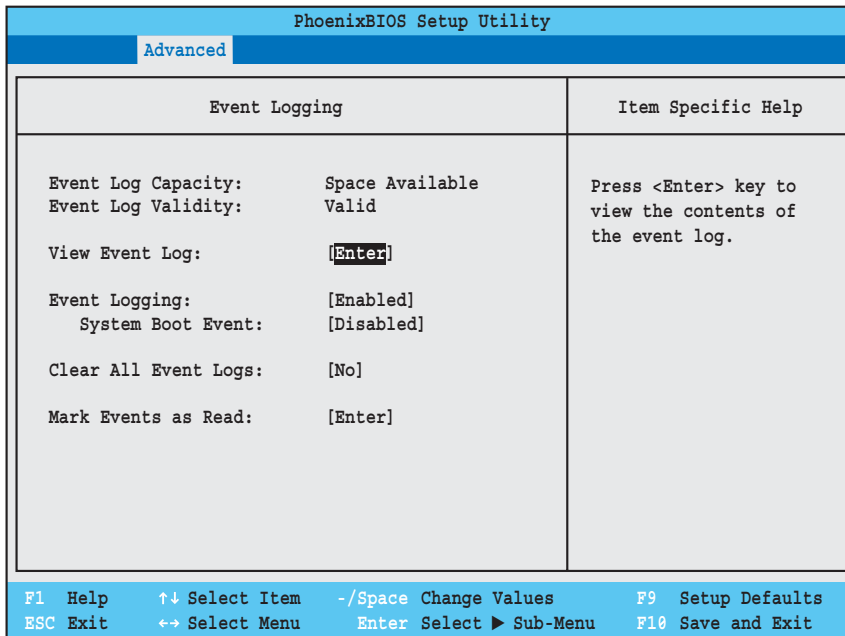 PhoenixBIOS Setup Utility
Advanced
Event Logging
Item Specific Help
Event Log Capacity: Space Available
Event Log Validity: Valid
View Event Log: [Enter]
Event Logging: [Enabled]
System Boot Event: [Disabled]
Clear All Event Logs: [No]
Mark Events as Read: [Enter]
Press <Enter> key to
view the contents of
the event log.
F1 Help ↑↓ Select Item -/Space Change Values F9 Setup Defaults
ESC Exit ←→ Select Menu Enter Select ▶ Sub-Menu F10 Save and Exit